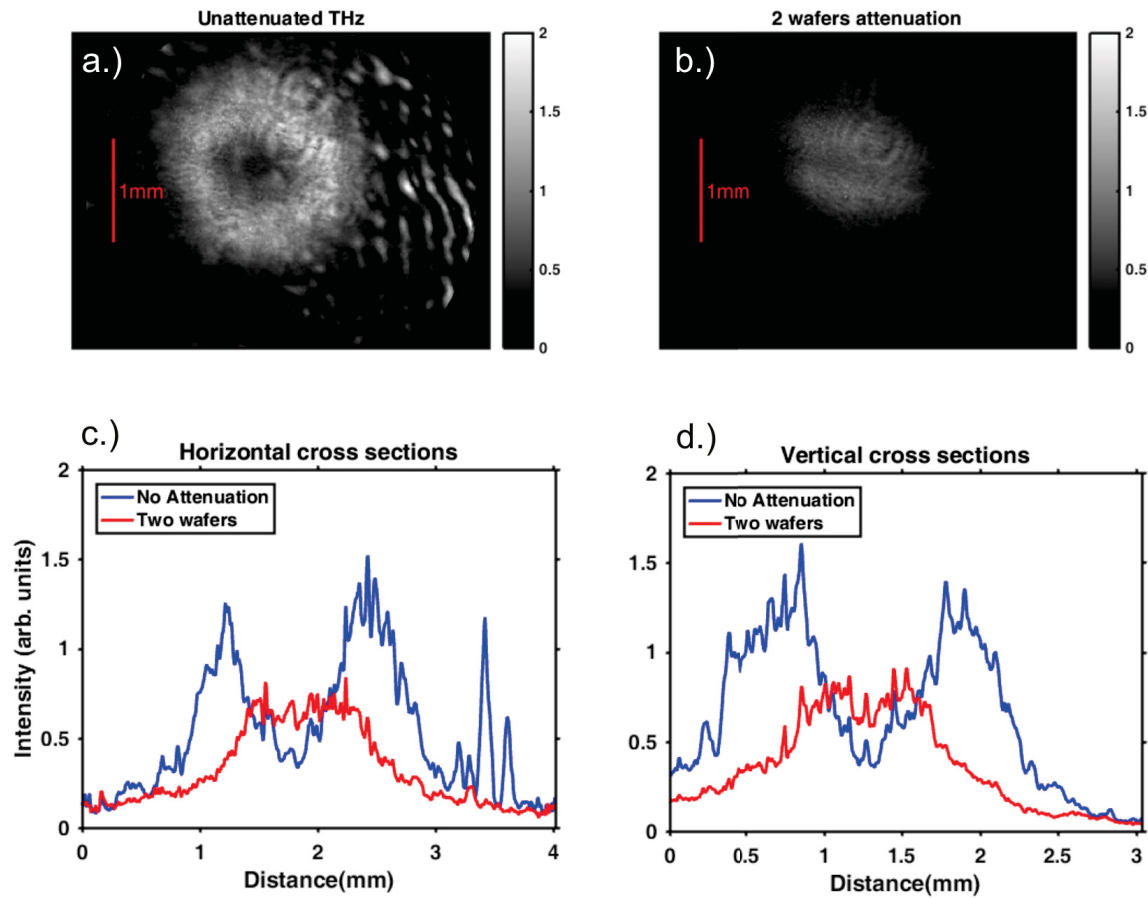 Unattenuated THz
a.)
1mm
2
1.5
1
0.5
0
2 wafers attenuation
b.)
1mm
2
1.5
1
0.5
0
c.)
Horizontal cross sections
2
1.5
1
0.5
0
Intensity (arb. units)
No Attenuation
Two wafers
0 1 2 3 4
Distance(mm)
d.)
Vertical cross sections
2
1.5
1
0.5
0
No Attenuation
Two wafers
0 0.5 1 1.5 2 2.5 3
Distance(mm)